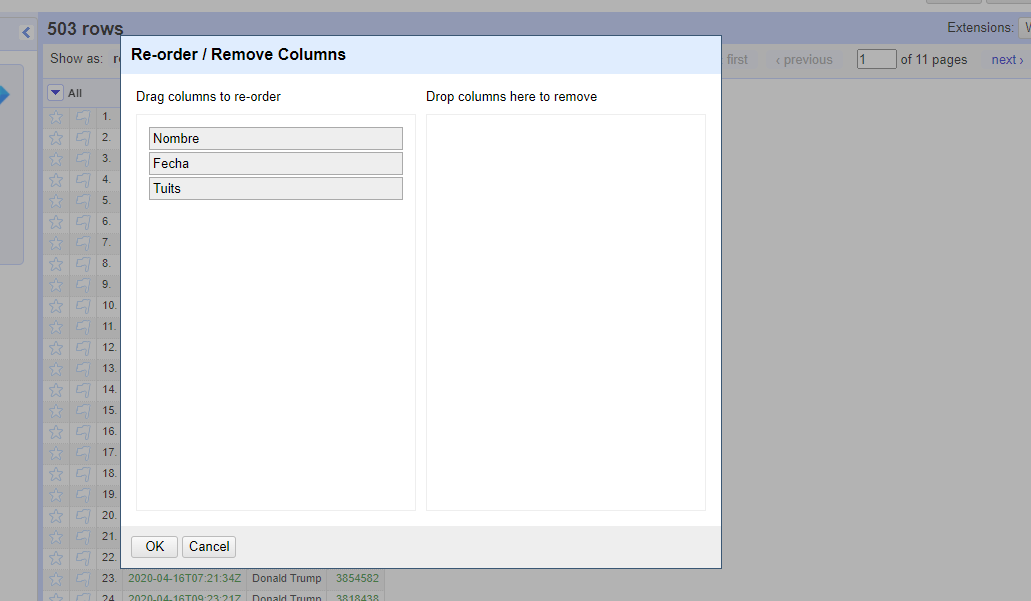 503 rows
Extensions:
Show as:
first
‹ previous
1
of 11 pages
next ›
Re-order / Remove Columns
Drag columns to re-order
Drop columns here to remove
Nombre
Fecha
Tuits
OK
Cancel
All
1.
2.
3.
4.
5.
6.
7.
8.
9.
10.
11.
12.
13.
14.
15.
16.
17.
18.
19.
20.
21.
22.
23. 2020-04-16T07:21:34Z Donald Trump 3854582
24. 2020-04-16T09:23:21Z Donald Trump 3818438